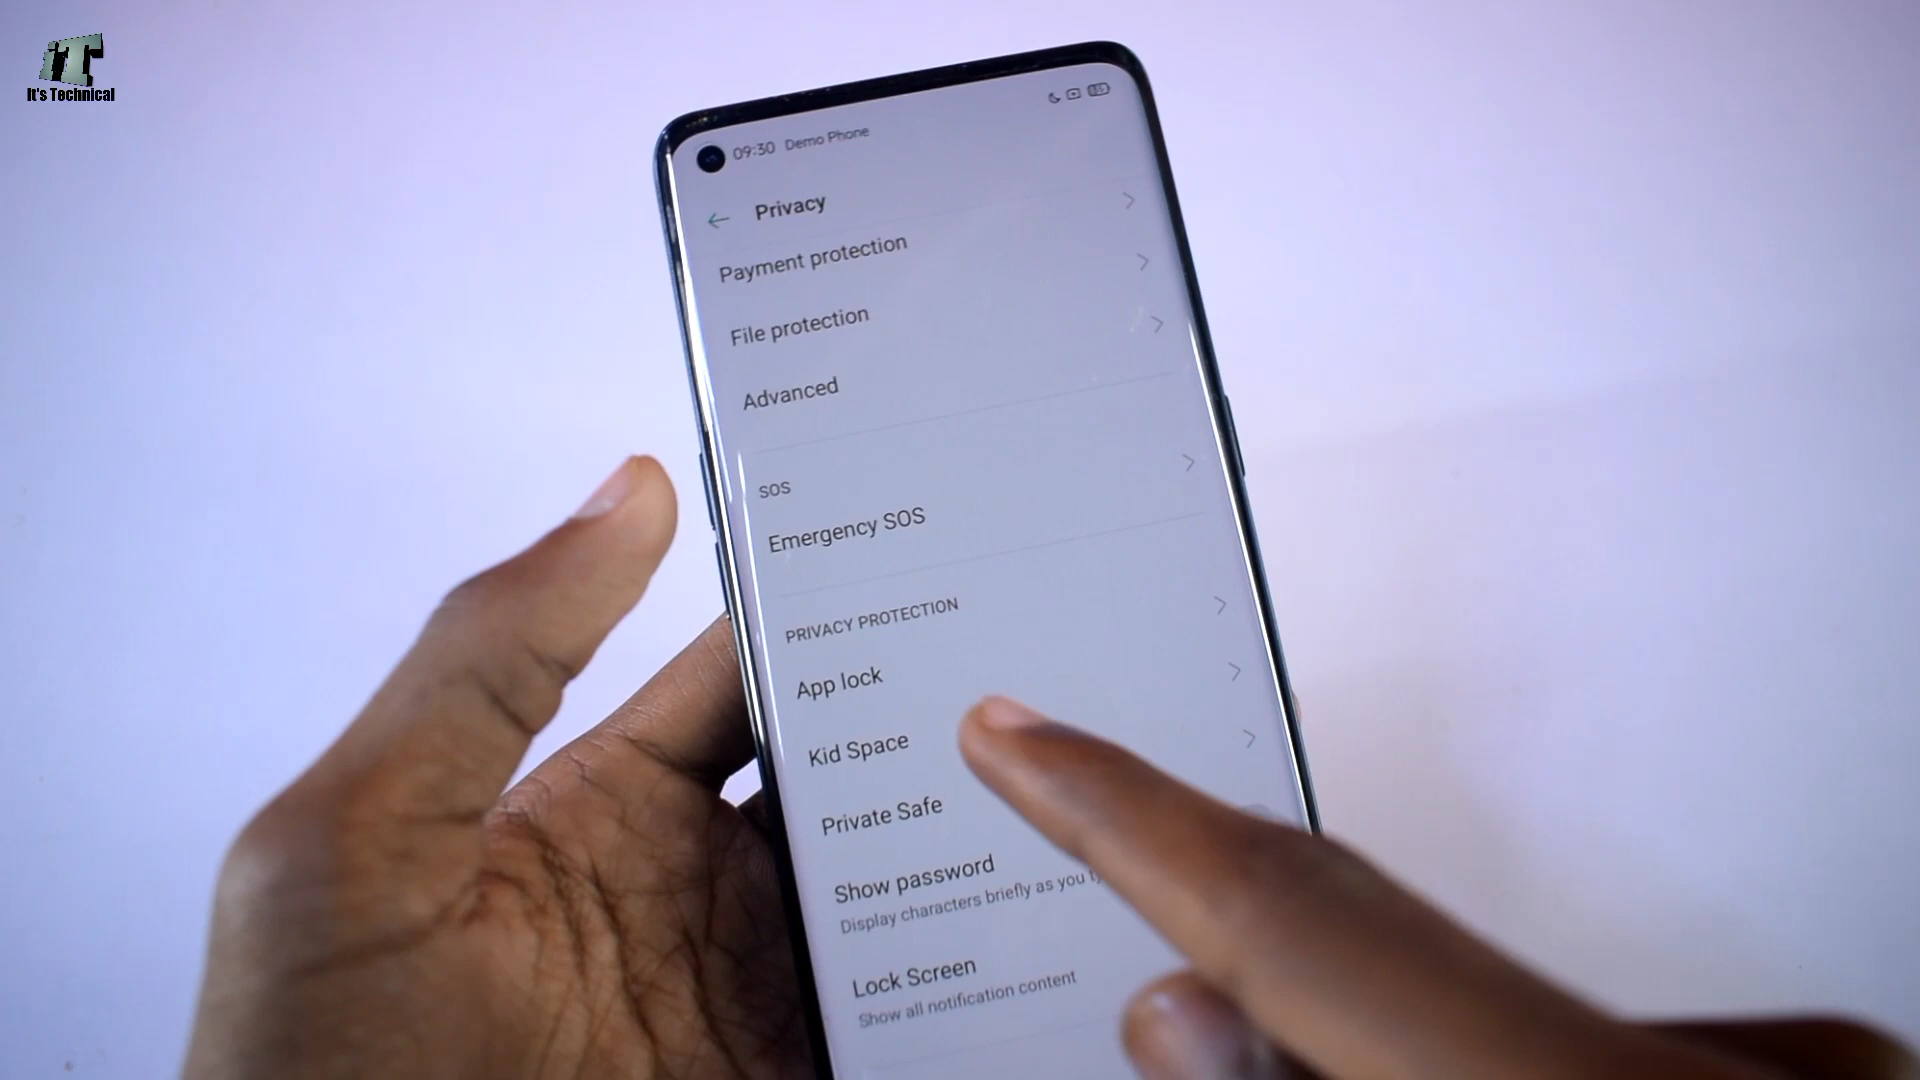 iT
It's Technical
09:30 Demo Phone
Privacy
Payment protection
File protection
Advanced
SOS
Emergency SOS
PRIVACY PROTECTION
App lock
Kid Space
Private Safe
Show password
Display characters briefly as you
Lock Screen
Show all notification content